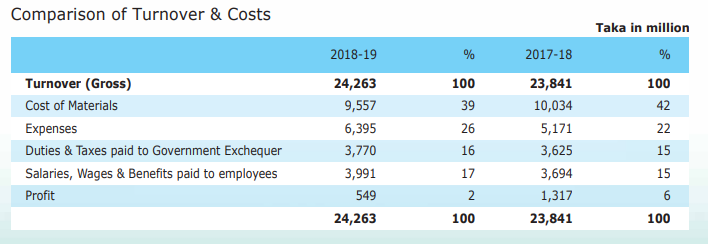 Comparison of Turnover & Costs
Taka in million
2018-19 % 2017-18 %
Turnover (Gross) 24,263 100 23,841 100
Cost of Materials 9,557 39 10,034 42
Expenses 6,395 26 5,171 22
Duties & Taxes paid to Government Exchequer 3,770 16 3,625 15
Salaries, Wages & Benefits paid to employees 3,991 17 3,694 15
Profit 549 2 1,317 6
24,263 100 23,841 100